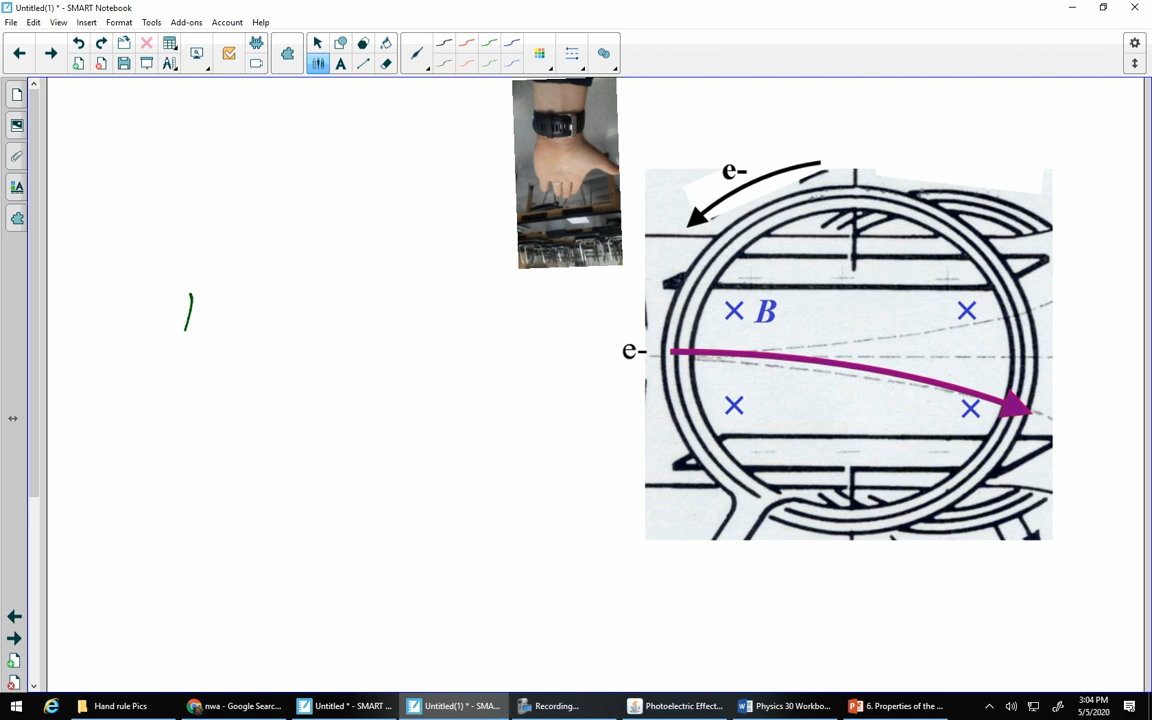 Untitled(1) * - SMART Notebook
File Edit View Insert Format Tools Add-ons Account Help
e-
× B ×
e-
× ×
Hand rule Pics
nwa - Google Searc...
Untitled * - SMART ...
Untitled(1) * - SMA...
Recording...
Photoelectric Effect...
Physics 30 Workbo...
6. Properties of the ...
3:04 PM
5/5/2020